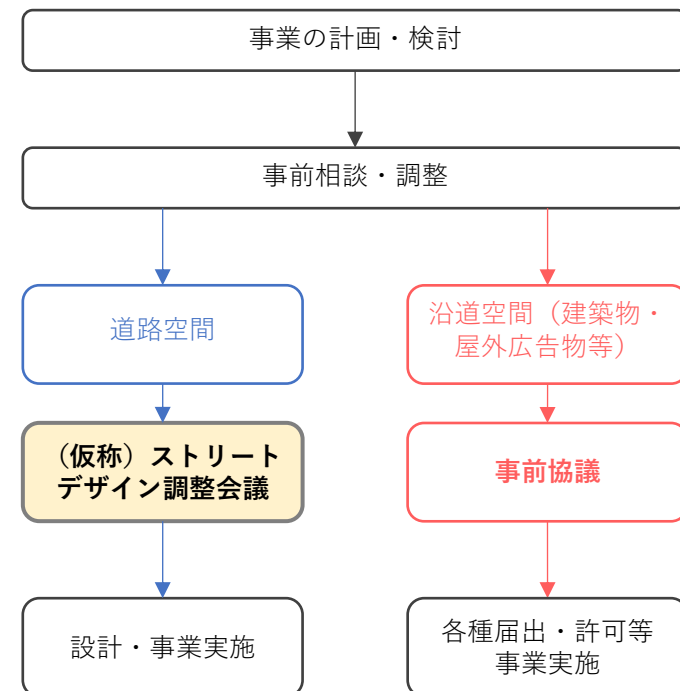 事業の計画・検討
事前相談・調整
道路空間
沿道空間（建築物・
屋外広告物等）
（仮称）ストリート
デザイン調整会議
事前協議
設計・事業実施
各種届出・許可等
事業実施